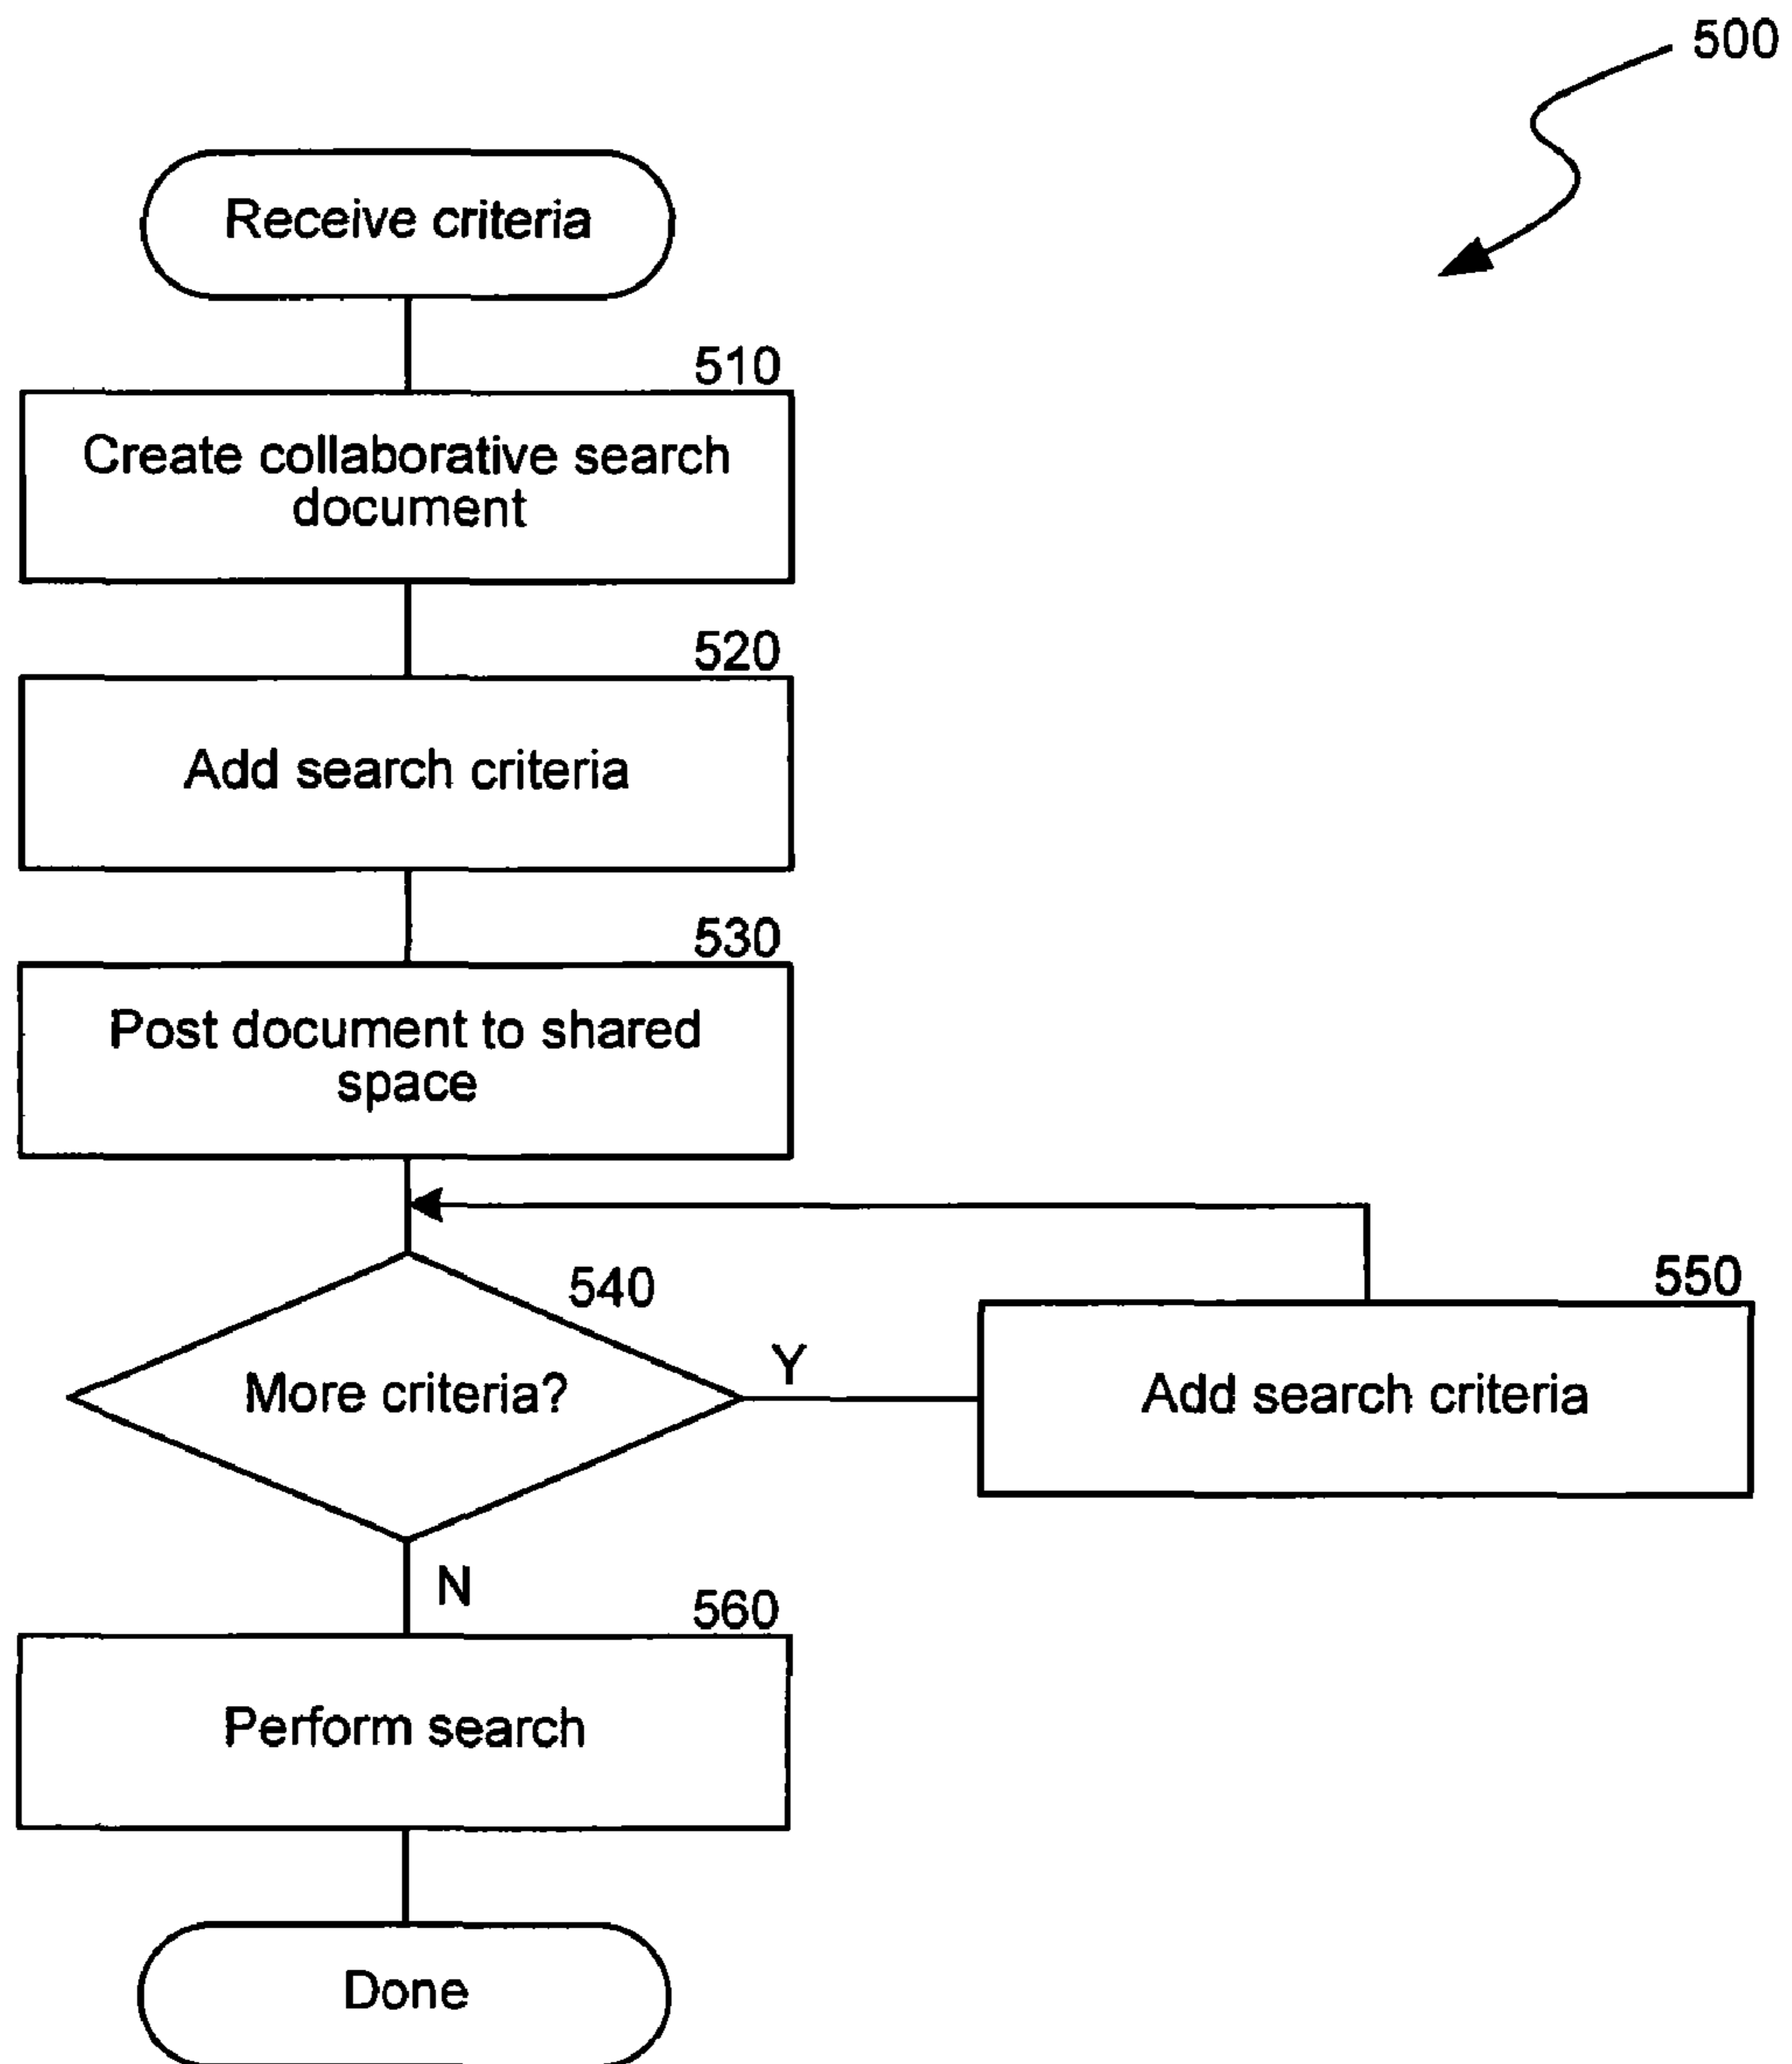 500
Receive criteria
510
Create collaborative search
document
520
Add search criteria
530
Post document to shared
space
540
More criteria?
Y
550
Add search criteria
N
560
Perform search
Done